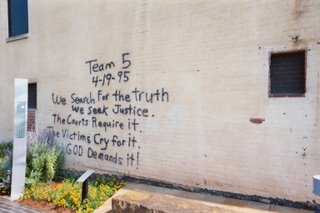 Team 5
4-19-95
We Search For the truth
We seek Justice.
The Courts Require it.
The Victims Cry for it.
GOD Demands it!